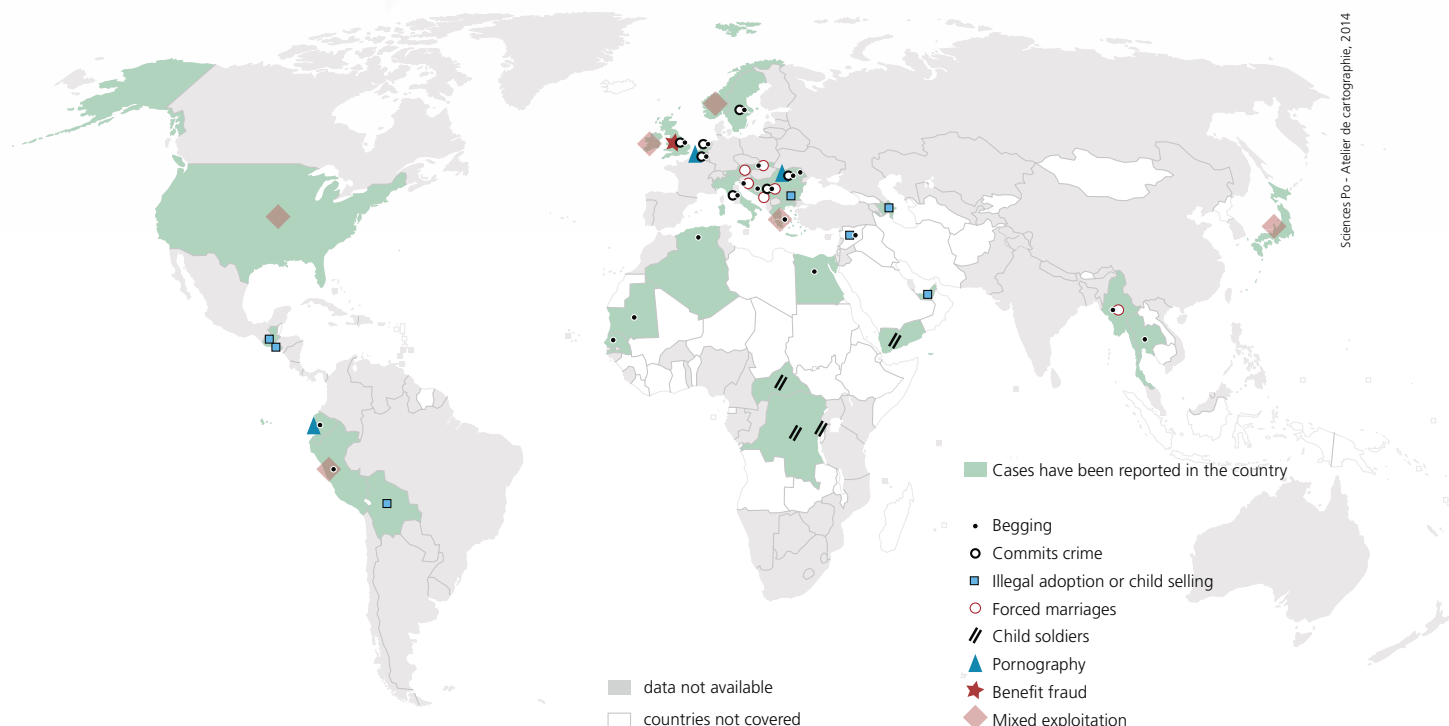 Sciences Po - Atelier de cartographie, 2014
Cases have been reported in the country
Begging
Commits crime
Illegal adoption or child selling
Forced marriages
Child soldiers
Pornography
Benefit fraud
Mixed exploitation
data not available
countries not covered